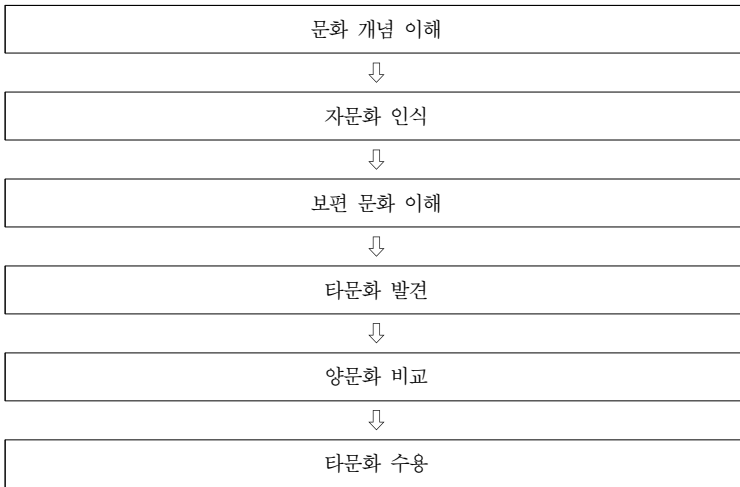 문화 개념 이해
⇩
자문화 인식
⇩
보편 문화 이해
⇩
타문화 발견
⇩
양문화 비교
⇩
타문화 수용